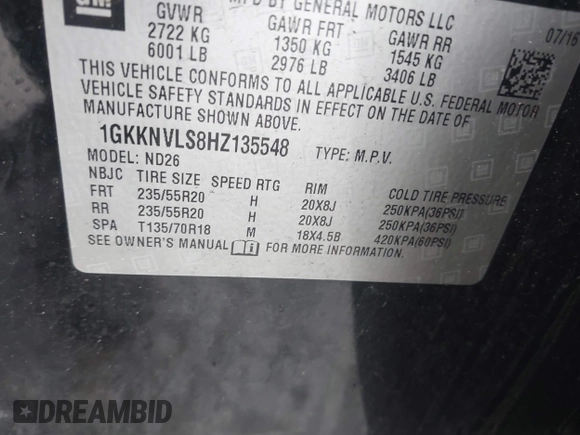 GM
MFD BY GENERAL MOTORS LLC
GVWR GAWR FRT GAWR RR 07/16
2722 KG 1350 KG 1545 KG
6001 LB 2976 LB 3406 LB
THIS VEHICLE CONFORMS TO ALL APPLICABLE U.S. FEDERAL MOTOR
VEHICLE SAFETY STANDARDS IN EFFECT ON THE DATE OF
MANUFACTURE SHOWN ABOVE.
1GKKNVLS8HZ135548 TYPE: M.P.V.
MODEL: ND26
NBJC TIRE SIZE SPEED RTG RIM COLD TIRE PRESSURE
FRT 235/55R20 H 20X8J 250KPA(36PSI)
RR 235/55R20 H 20X8J 250KPA(36PSI)
SPA T135/70R18 M 18X4.5B 420KPA(60PSI)
SEE OWNER'S MANUAL FOR MORE INFORMATION.
DREAMBID